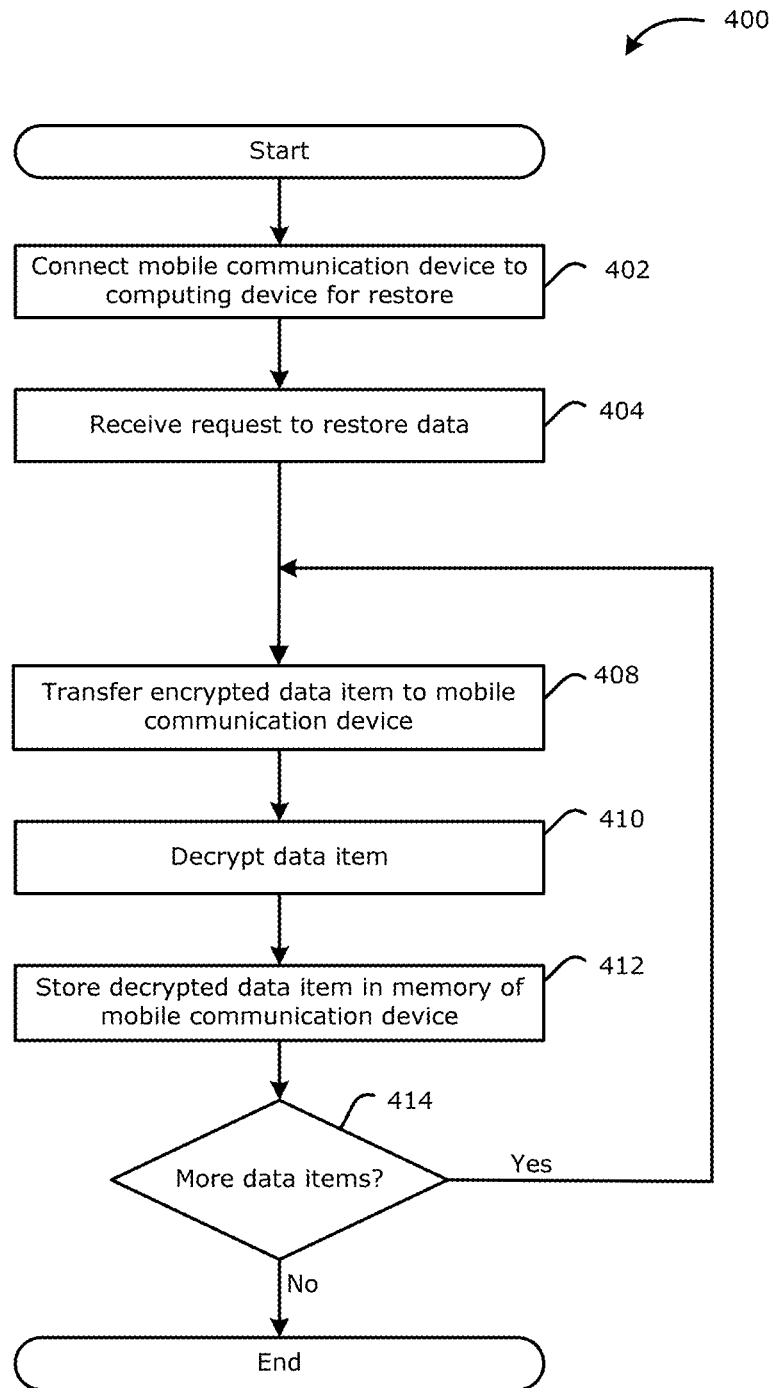 400
Start
Connect mobile communication device to
computing device for restore
402
Receive request to restore data
404
Transfer encrypted data item to mobile
communication device
408
Decrypt data item
410
Store decrypted data item in memory of
mobile communication device
412
414
More data items?
Yes
No
End